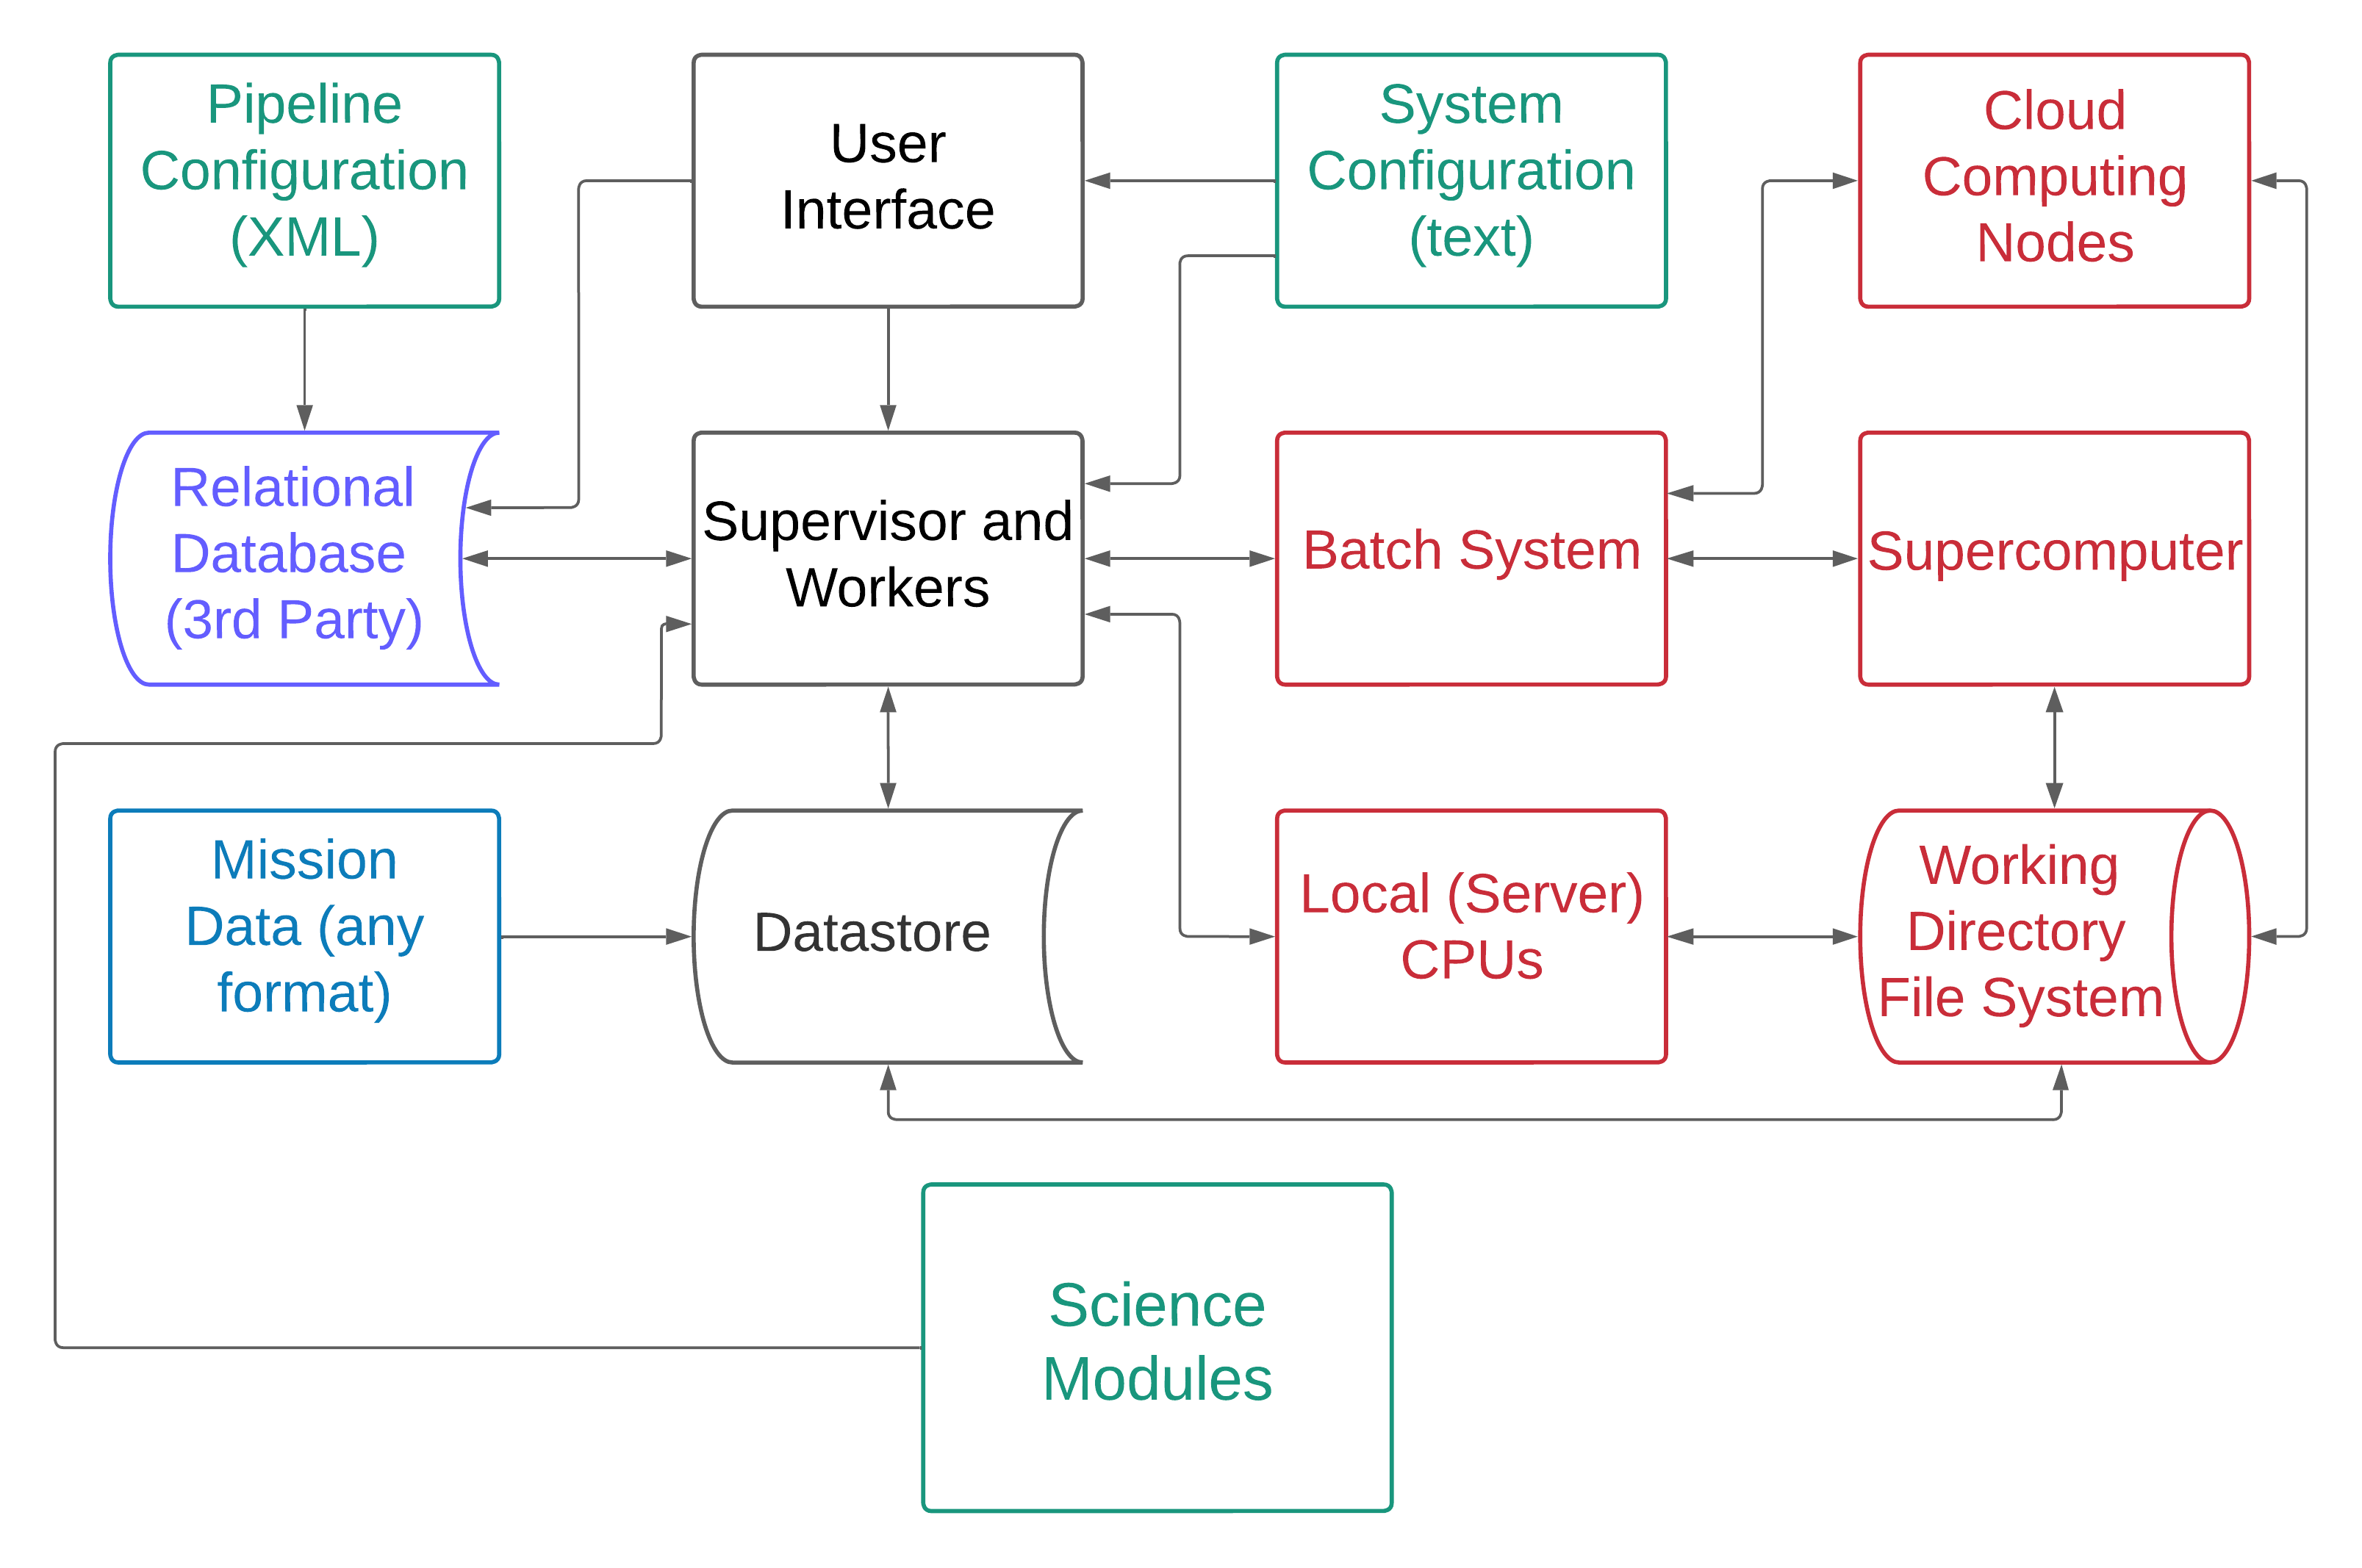 Pipeline
Configuration
(XML)
User
Interface
System
Configuration
(text)
Cloud
Computing
Nodes
Relational
Database
(3rd Party)
Supervisor and
Workers
Batch System
Supercomputer
Mission
Data (any
format)
Datastore
Local (Server)
CPUs
Working
Directory
File System
Science
Modules